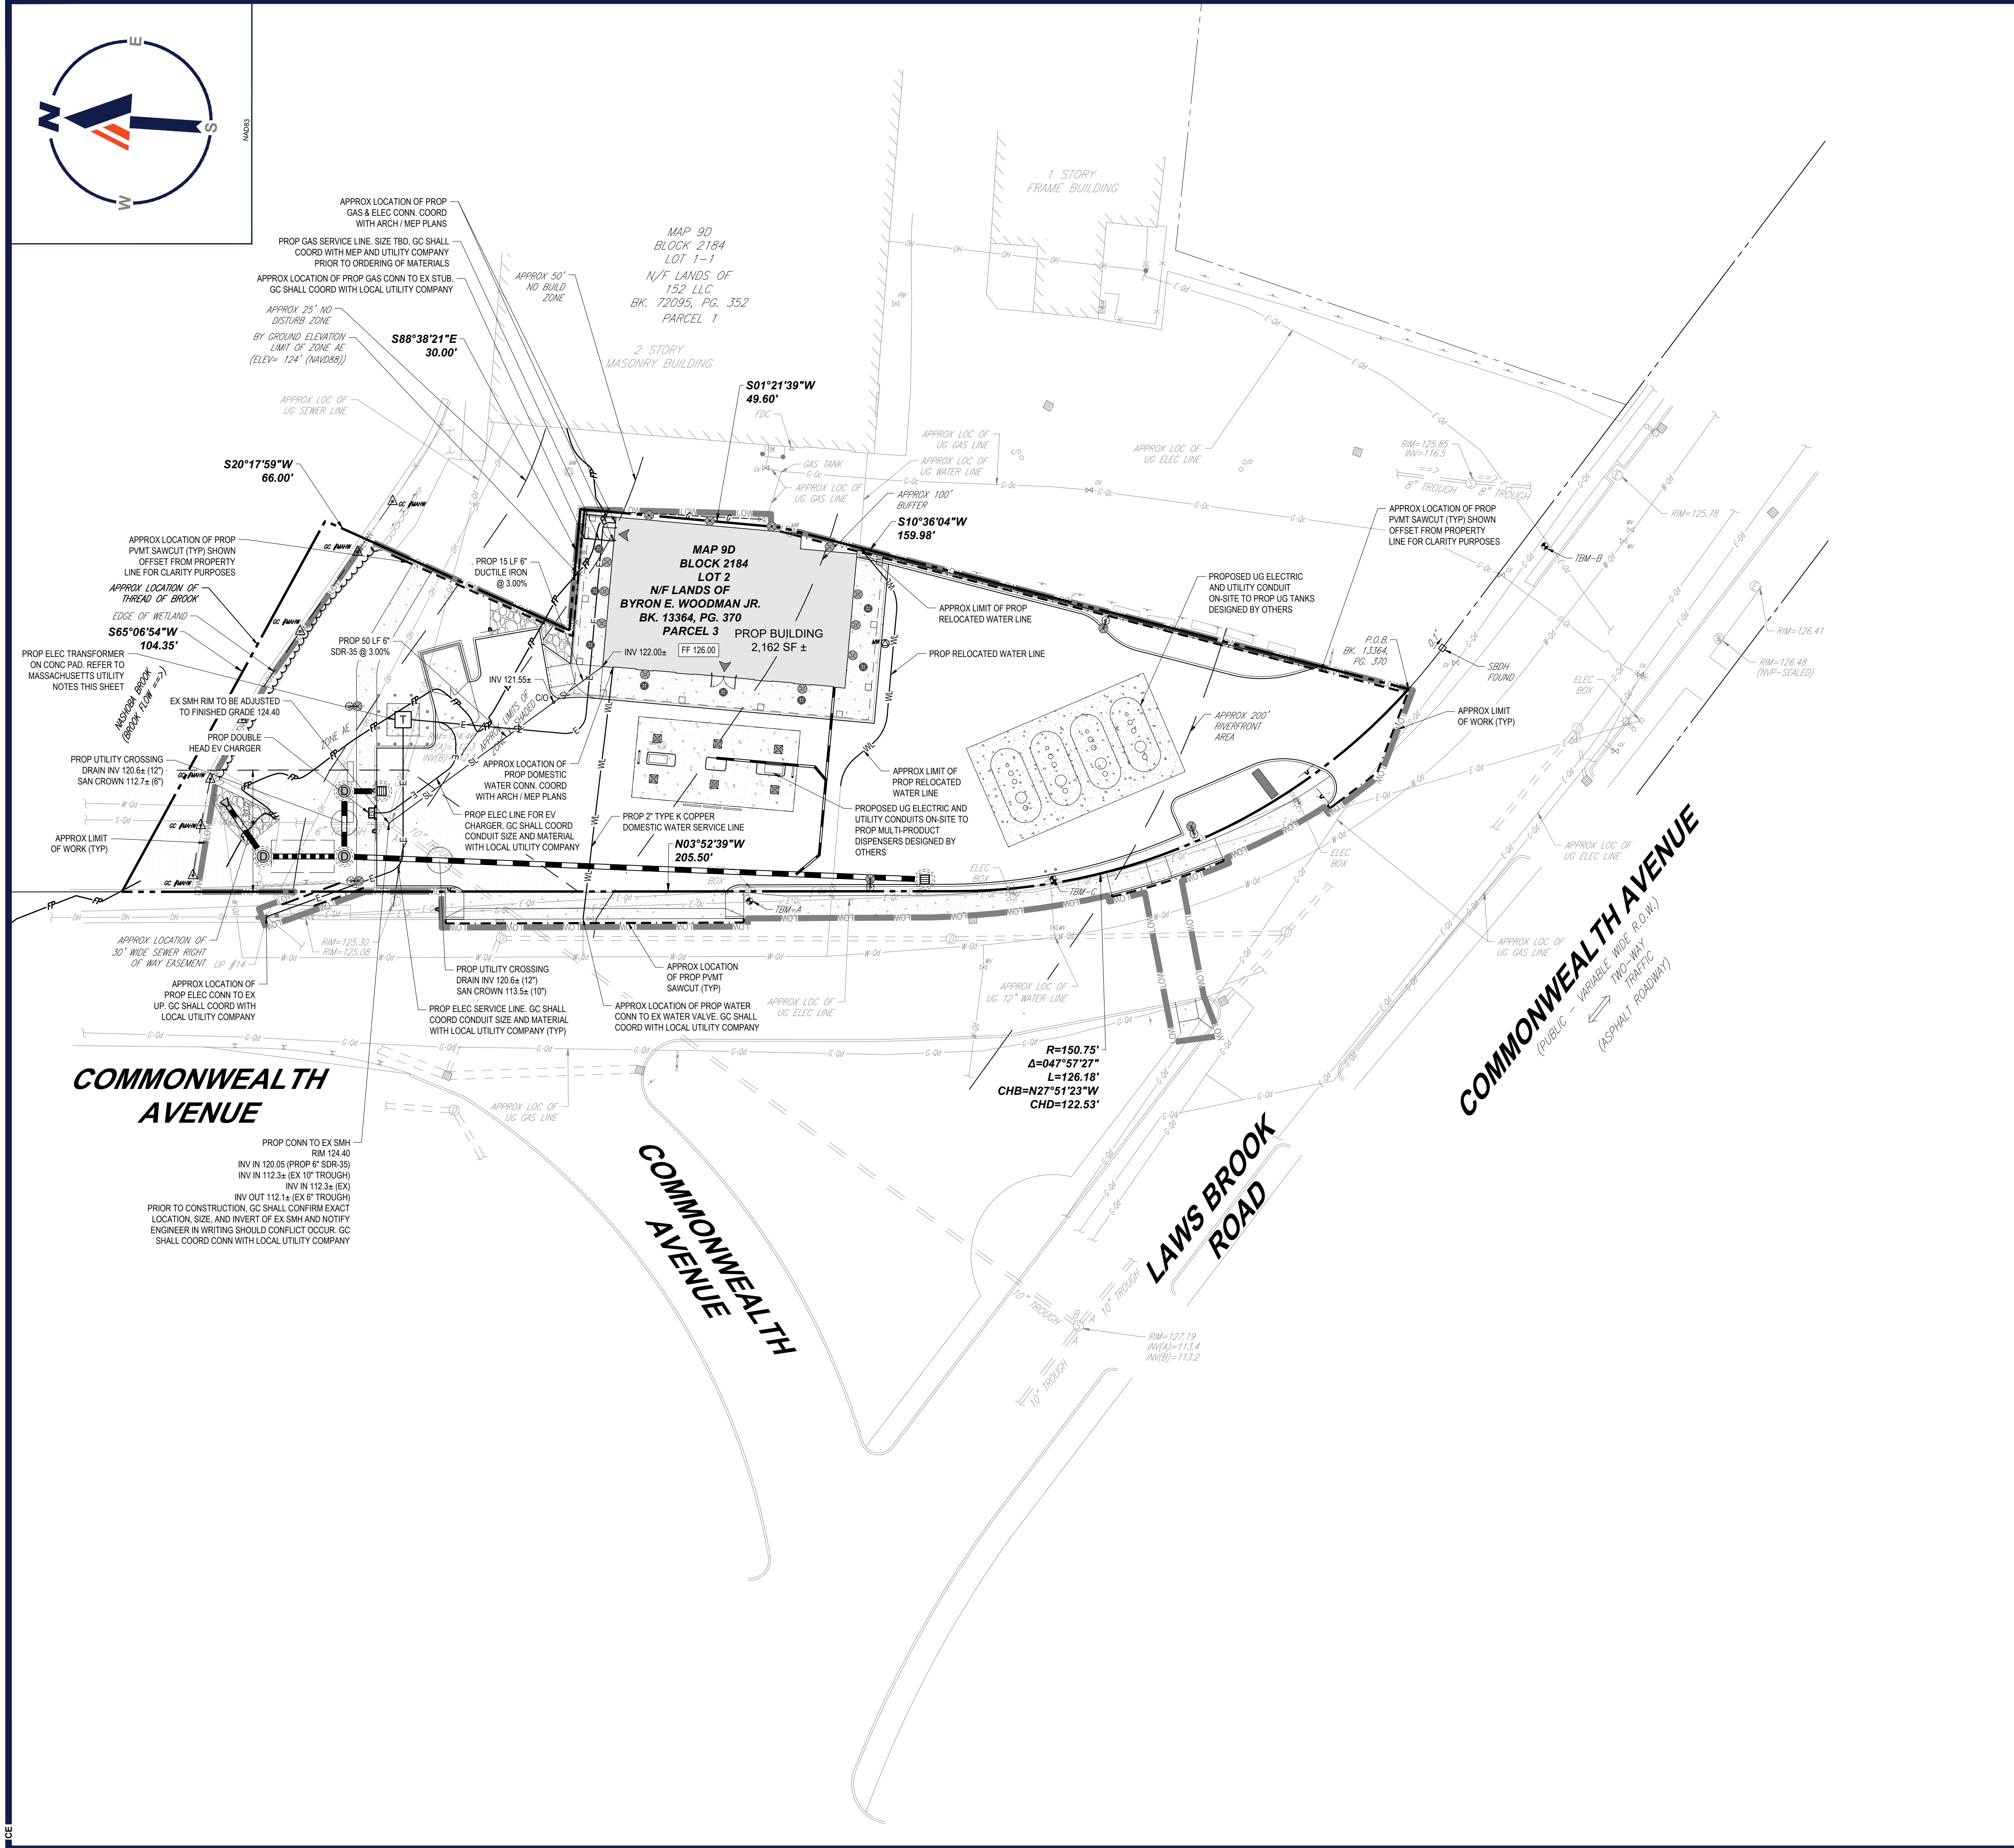 E
N
S
W
NAD83
APPROX LOCATION OF PROP
GAS & ELEC CONN. COORD
WITH ARCH / MEP PLANS
PROP GAS SERVICE LINE. SIZE TBD, GC SHALL
COORD WITH MEP AND UTILITY COMPANY
PRIOR TO ORDERING OF MATERIALS
APPROX LOCATION OF PROP GAS CONN TO EX STUB.
GC SHALL COORD WITH LOCAL UTILITY COMPANY
APPROX 25' NO
DISTURB ZONE
BY GROUND ELEVATION
LIMIT OF ZONE AE
(ELEV= 124' (NAVD88))
S88°38'21"E
30.00'
APPROX 50'
NO BUILD
ZONE
MAP 9D
BLOCK 2184
LOT 1-1
N/F LANDS OF
152 LLC
BK. 72095, PG. 352
PARCEL 1
2 STORY
MASONRY BUILDING
1 STORY
FRAME BUILDING
APPROX LOC OF
UG SEWER LINE
S01°21'39"W
49.60'
FDC
GAS TANK
APPROX LOC OF
UG GAS LINE
APPROX LOC OF
UG GAS LINE
APPROX LOC OF
UG WATER LINE
APPROX 100'
BUFFER
S10°36'04"W
159.98'
APPROX LOC OF
UG ELEC LINE
RIM=125.85
INV=116.5
8" TROUGH
8" TROUGH
RIM=125.78
TBM-B
APPROX LOCATION OF PROP
PVMT SAWCUT (TYP) SHOWN
OFFSET FROM PROPERTY
LINE FOR CLARITY PURPOSES
S20°17'59"W
66.00'
APPROX LOCATION OF PROP
PVMT SAWCUT (TYP) SHOWN
OFFSET FROM PROPERTY
LINE FOR CLARITY PURPOSES
APPROX LOCATION OF
THREAD OF BROOK
EDGE OF WETLAND
S65°06'54"W
104.35'
PROP ELEC TRANSFORMER
ON CONC PAD. REFER TO
MASSACHUSETTS UTILITY
NOTES THIS SHEET
NASHOBA BROOK
(BROOK FLOW ==>)
EX SMH RIM TO BE ADJUSTED
TO FINISHED GRADE 124.40
PROP DOUBLE
HEAD EV CHARGER
PROP UTILITY CROSSING
DRAIN INV 120.6± (12")
SAN CROWN 112.7± (6")
APPROX LIMIT
OF WORK (TYP)
PROP 15 LF 6"
DUCTILE IRON
@ 3.00%
PROP 50 LF 6"
SDR-35 @ 3.00%
INV 121.55±
C/O
ZONE AE
MAP 9D
BLOCK 2184
LOT 2
N/F LANDS OF
BYRON E. WOODMAN JR.
BK. 13364, PG. 370
PARCEL 3
PROP BUILDING
2,162 SF ±
INV 122.00±
FF 126.00
APPROX LIMIT OF PROP
RELOCATED WATER LINE
PROP RELOCATED WATER LINE
PROPOSED UG ELECTRIC
AND UTILITY CONDUIT
ON-SITE TO PROP UG TANKS
DESIGNED BY OTHERS
P.O.B.
BK. 13364,
PG. 370
SBDH
FOUND
ELEC
BOX
RIM=126.41
RIM=126.48
(NVP-SEALED)
APPROX LIMIT
OF WORK (TYP)
APPROX 200'
RIVERFRONT
AREA
APPROX LIMIT OF
PROP RELOCATED
WATER LINE
PROPOSED UG ELECTRIC AND
UTILITY CONDUITS ON-SITE TO
PROP MULTI-PRODUCT
DISPENSERS DESIGNED BY
OTHERS
APPROX LOCATION OF
PROP DOMESTIC
WATER CONN. COORD
WITH ARCH / MEP PLANS
PROP ELEC LINE FOR EV
CHARGER. GC SHALL COORD
CONDUIT SIZE AND MATERIAL
WITH LOCAL UTILITY COMPANY
PROP 2" TYPE K COPPER
DOMESTIC WATER SERVICE LINE
N03°52'39"W
205.50'
BOX
TBM-A
ELEC
BOX
TBM-C
ELEC
BOX
APPROX LOC OF
UG ELEC LINE
APPROX LOC OF
UG GAS LINE
APPROX LOCATION OF
30' WIDE SEWER RIGHT
OF WAY EASEMENT
UP #14
RIM=125.30
RIM=125.08
APPROX LOCATION OF
PROP ELEC CONN TO EX
UP. GC SHALL COORD WITH
LOCAL UTILITY COMPANY
PROP UTILITY CROSSING
DRAIN INV 120.6± (12")
SAN CROWN 113.5± (10")
PROP ELEC SERVICE LINE. GC SHALL
COORD CONDUIT SIZE AND MATERIAL
WITH LOCAL UTILITY COMPANY (TYP)
APPROX LOCATION
OF PROP PVMT
SAWCUT (TYP)
APPROX LOCATION OF PROP WATER
CONN TO EX WATER VALVE. GC SHALL
COORD WITH LOCAL UTILITY COMPANY
APPROX LOC OF
UG ELEC LINE
APPROX LOC OF
UG 12" WATER LINE
R=150.75'
Δ=047°57'27"
L=126.18'
CHB=N27°51'23"W
CHD=122.53'
APPROX LOC OF
UG GAS LINE
COMMONWEALTH
AVENUE
COMMONWEALTH
AVENUE
LAWS BROOK
ROAD
COMMONWEALTH AVENUE
(PUBLIC - VARIABLE WIDE R.O.W.)
TWO-WAY
TRAFFIC
(ASPHALT ROADWAY)
PROP CONN TO EX SMH
RIM 124.40
INV IN 120.05 (PROP 6" SDR-35)
INV IN 112.3± (EX 10" TROUGH)
INV IN 112.3± (EX)
INV OUT 112.1± (EX 6" TROUGH)
PRIOR TO CONSTRUCTION, GC SHALL CONFIRM EXACT
LOCATION, SIZE, AND INVERT OF EX SMH AND NOTIFY
ENGINEER IN WRITING SHOULD CONFLICT OCCUR. GC
SHALL COORD CONN WITH LOCAL UTILITY COMPANY
10" TROUGH
10" TROUGH
10" TROUGH
RIM=127.19
INV(A)=113.4
INV(B)=113.2
CE